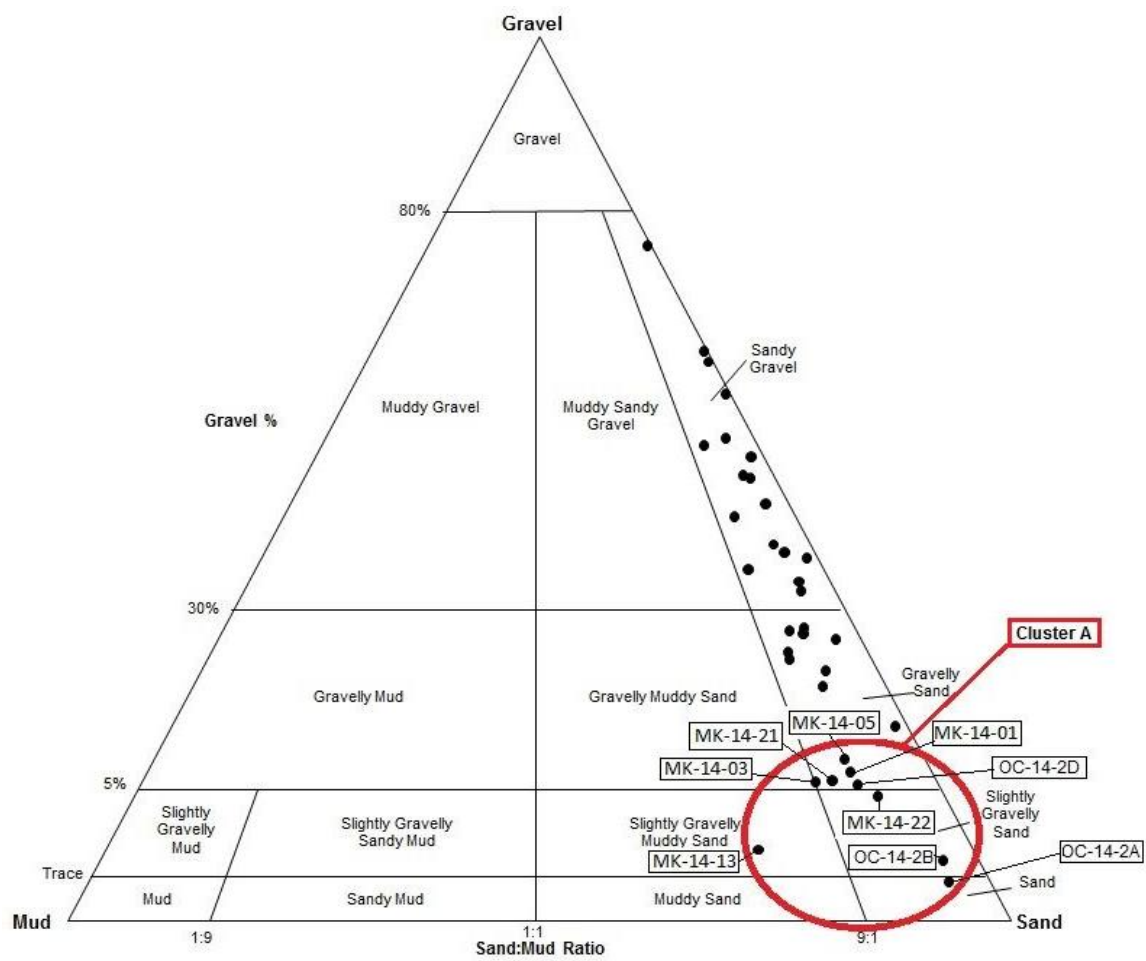 Gravel
Gravel
80%
Sandy
Gravel
Muddy Gravel
Muddy Sandy
Gravel
Gravel %
30%
Cluster A
Gravelly
Sand
Gravelly Mud
Gravelly Muddy Sand
MK-14-05
MK-14-01
MK-14-21
MK-14-03
OC-14-2D
5%
Slightly
Gravelly
Mud
Slightly Gravelly
Sandy Mud
Slightly Gravelly
Muddy Sand
Slightly
Gravelly
Sand
MK-14-22
MK-14-13
OC-14-2B
OC-14-2A
Trace
Mud
Sandy Mud
Muddy Sand
Sand
Mud
Sand
1:9
1:1
9:1
Sand:Mud Ratio